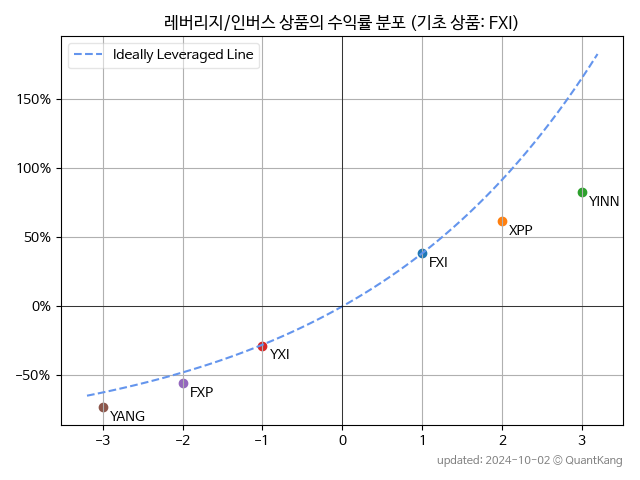 레버리지/인버스 상품의 수익률 분포 (기초 상품: FXI)
Ideally Leveraged Line
150%
100%
50%
0%
−50%
YINN
XPP
FXI
YXI
FXP
YANG
−3 −2 −1 0 1 2 3
updated: 2024-10-02 © QuantKang